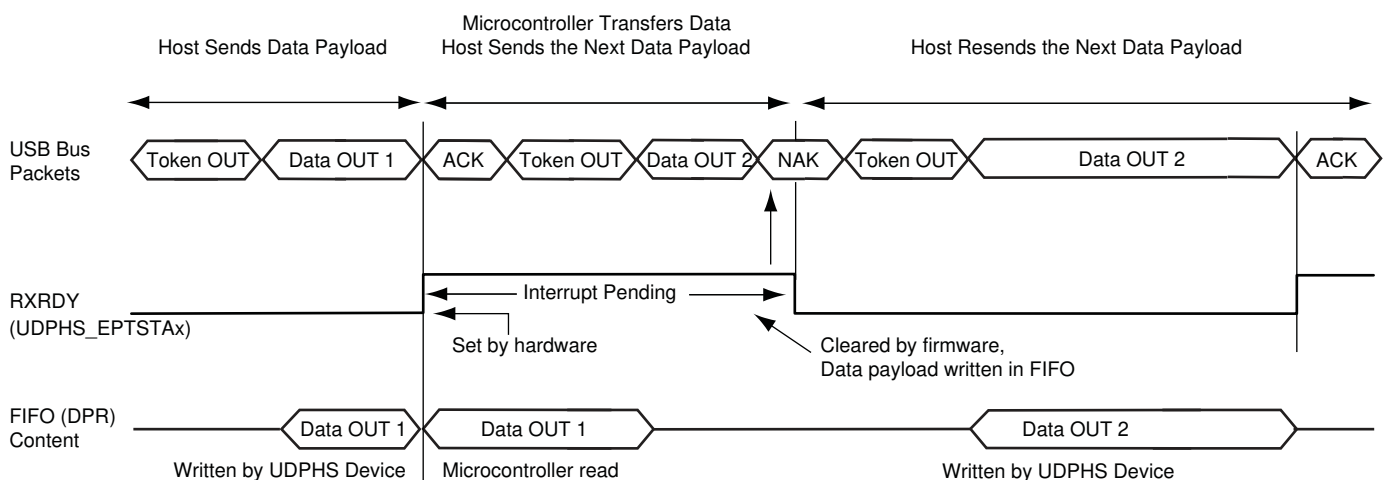 Microcontroller Transfers Data
Host Sends Data Payload
Host Sends the Next Data Payload
Host Resends the Next Data Payload
USB Bus
Packets
Token OUT
Data OUT 1
ACK
Token OUT
Data OUT 2
NAK
Token OUT
Data OUT 2
ACK
RXRDY
(UDPHS_EPTSTAx)
Interrupt Pending
Set by hardware
Cleared by firmware,
Data payload written in FIFO
FIFO (DPR)
Content
Data OUT 1
Data OUT 1
Data OUT 2
Written by UDPHS Device
Microcontroller read
Written by UDPHS Device